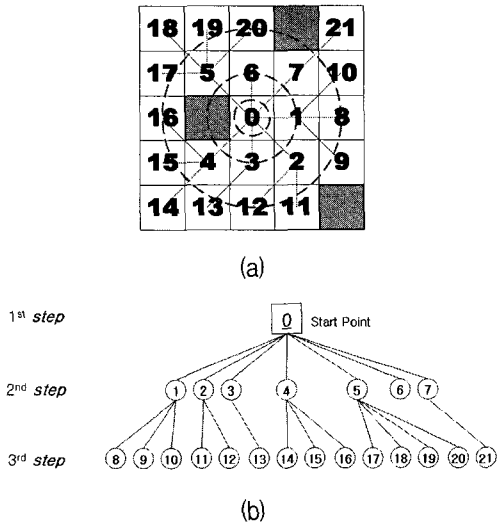 18 19 20 21
17 5 6 7 10
16 0 1 8
15 4 3 2 9
14 13 12 11
(a)
1st step 0 Start Point
2nd step 1 2 3 4 5 6 7
3rd step 8 9 10 11 12 13 14 15 16 17 18 19 20 21
(b)